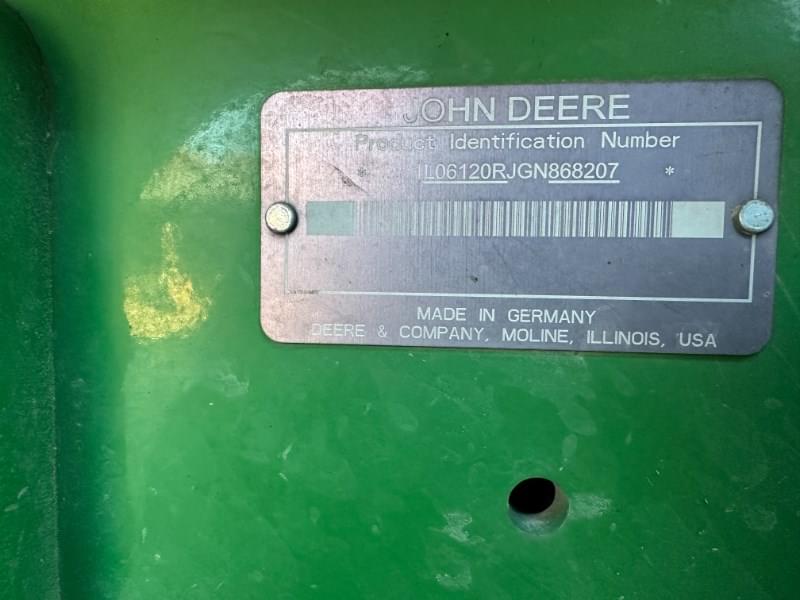 JOHN DEERE
Product Identification Number
* 1L06120RJGN868207 *
MADE IN GERMANY
DEERE & COMPANY, MOLINE, ILLINOIS, USA